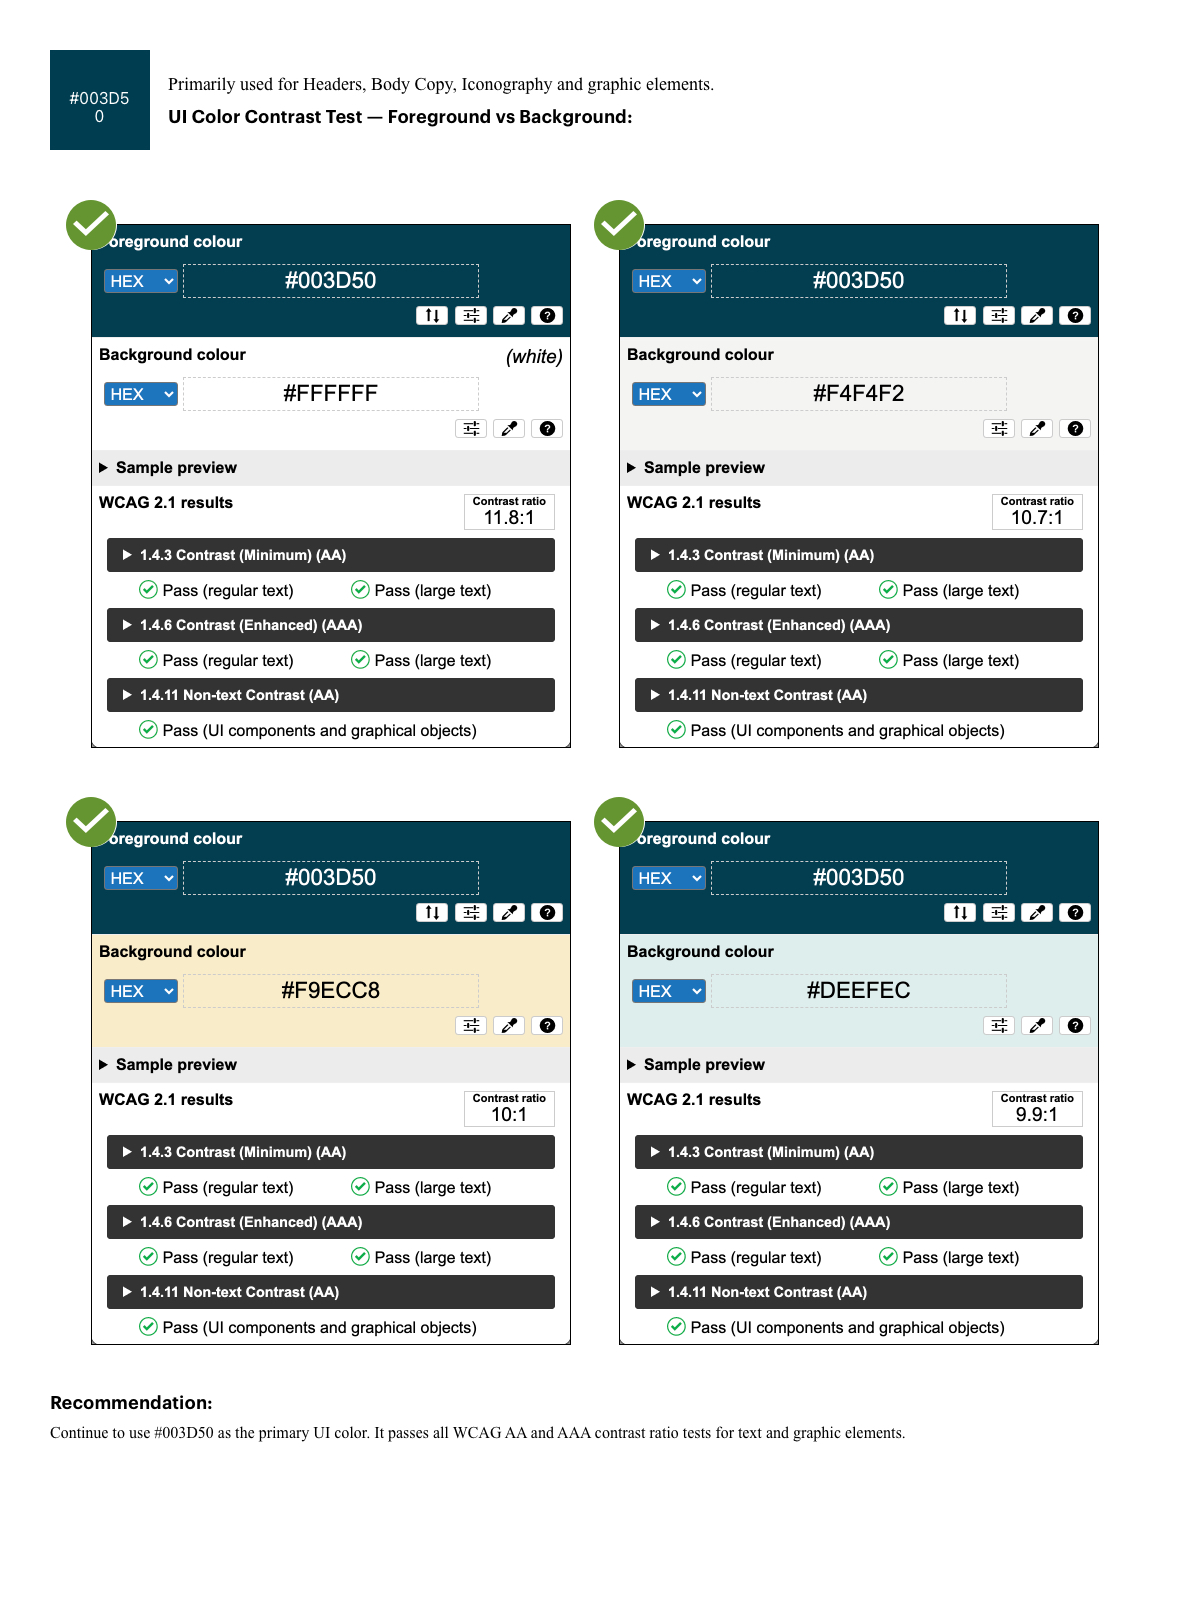 #003D5
0
Primarily used for Headers, Body Copy, Iconography and graphic elements.
UI Color Contrast Test — Foreground vs Background:
oreground colour
HEX
#003D50
Background colour
(white)
HEX
#FFFFFF
Sample preview
WCAG 2.1 results
Contrast ratio
11.8:1
1.4.3 Contrast (Minimum) (AA)
Pass (regular text) Pass (large text)
1.4.6 Contrast (Enhanced) (AAA)
Pass (regular text) Pass (large text)
1.4.11 Non-text Contrast (AA)
Pass (UI components and graphical objects)
oreground colour
HEX
#003D50
Background colour
HEX
#F4F4F2
Sample preview
WCAG 2.1 results
Contrast ratio
10.7:1
1.4.3 Contrast (Minimum) (AA)
Pass (regular text) Pass (large text)
1.4.6 Contrast (Enhanced) (AAA)
Pass (regular text) Pass (large text)
1.4.11 Non-text Contrast (AA)
Pass (UI components and graphical objects)
oreground colour
HEX
#003D50
Background colour
HEX
#F9ECC8
Sample preview
WCAG 2.1 results
Contrast ratio
10:1
1.4.3 Contrast (Minimum) (AA)
Pass (regular text) Pass (large text)
1.4.6 Contrast (Enhanced) (AAA)
Pass (regular text) Pass (large text)
1.4.11 Non-text Contrast (AA)
Pass (UI components and graphical objects)
oreground colour
HEX
#003D50
Background colour
HEX
#DEEFEC
Sample preview
WCAG 2.1 results
Contrast ratio
9.9:1
1.4.3 Contrast (Minimum) (AA)
Pass (regular text) Pass (large text)
1.4.6 Contrast (Enhanced) (AAA)
Pass (regular text) Pass (large text)
1.4.11 Non-text Contrast (AA)
Pass (UI components and graphical objects)
Recommendation:
Continue to use #003D50 as the primary UI color. It passes all WCAG AA and AAA contrast ratio tests for text and graphic elements.